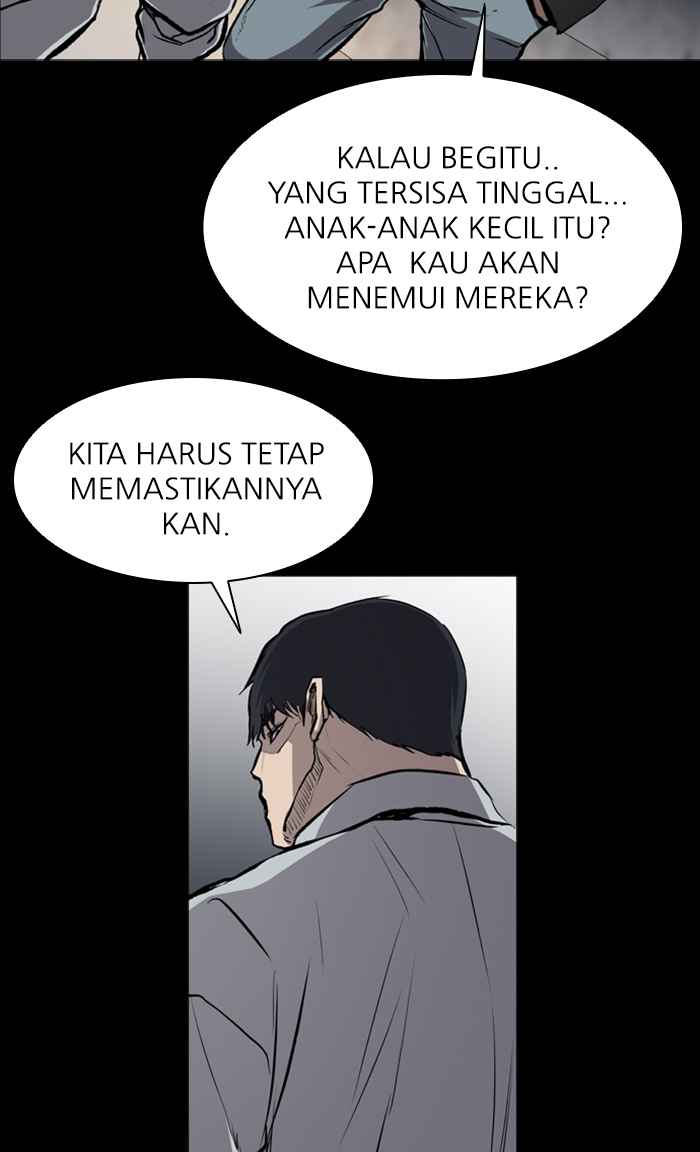 KALAU BEGITU..
YANG TERSISA TINGGAL...
ANAK-ANAK KECIL ITU?
APA KAU AKAN
MENEMUI MEREKA?
KITA HARUS TETAP
MEMASTIKANNYA
KAN.